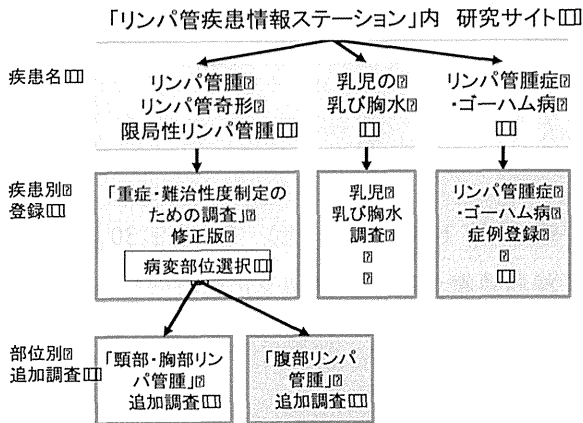 「リンパ管疾患情報ステーション」内 研究サイト
疾患名
リンパ管腫
リンパ管奇形
限局性リンパ管腫
乳児の
乳び胸水
リンパ管腫症
・ゴーハム病
疾患別
登録
「重症・難治性度制定の
ための調査」
修正版
病変部位選択
乳児
乳び胸水
調査
リンパ管腫症
・ゴーハム病
症例登録
部位別
追加調査
「頸部・胸部リン
パ管腫」
追加調査
「腹部リンパ
管腫」
追加調査